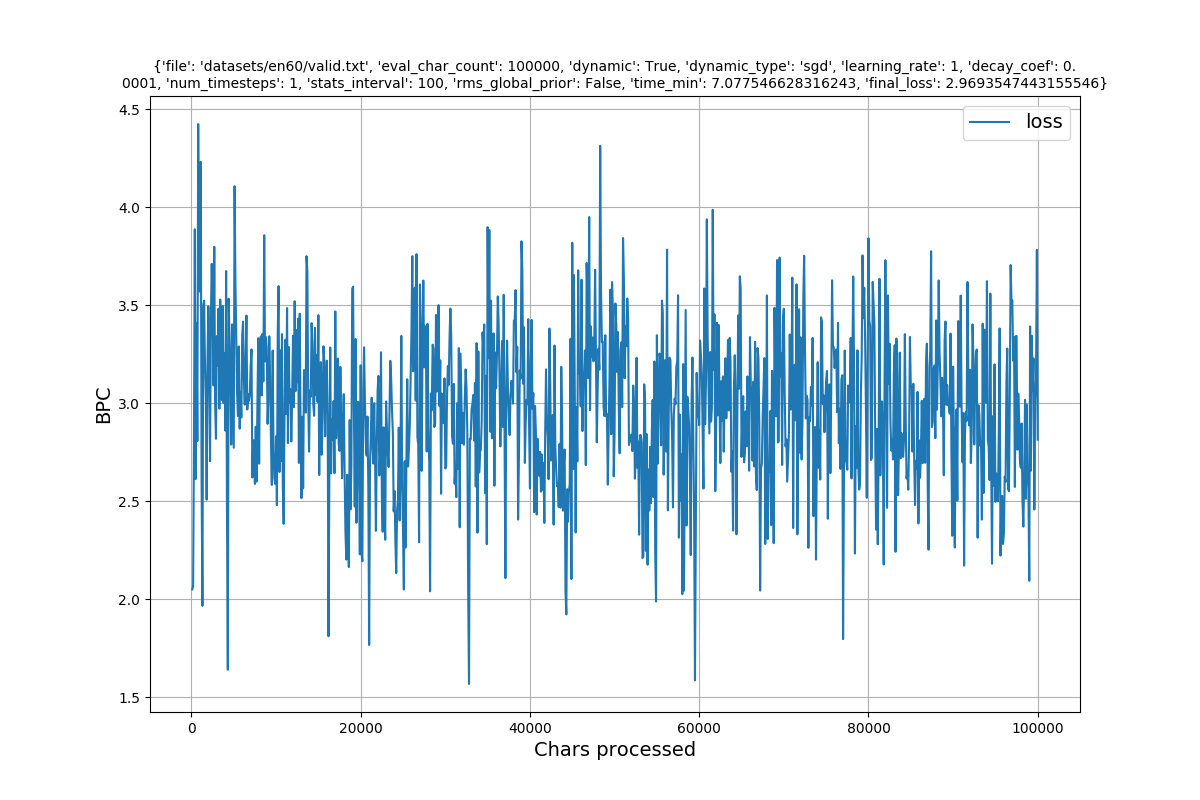 {'file': 'datasets/en60/valid.txt', 'eval_char_count': 100000, 'dynamic': True, 'dynamic_type': 'sgd', 'learning_rate': 1, 'decay_coef': 0.
0001, 'num_timesteps': 1, 'stats_interval': 100, 'rms_global_prior': False, 'time_min': 7.077546628316243, 'final_loss': 2.9693547443155546}
4.5
loss
4.0
3.5
3.0
BPC
2.5
2.0
1.5
0 20000 40000 60000 80000 100000
Chars processed